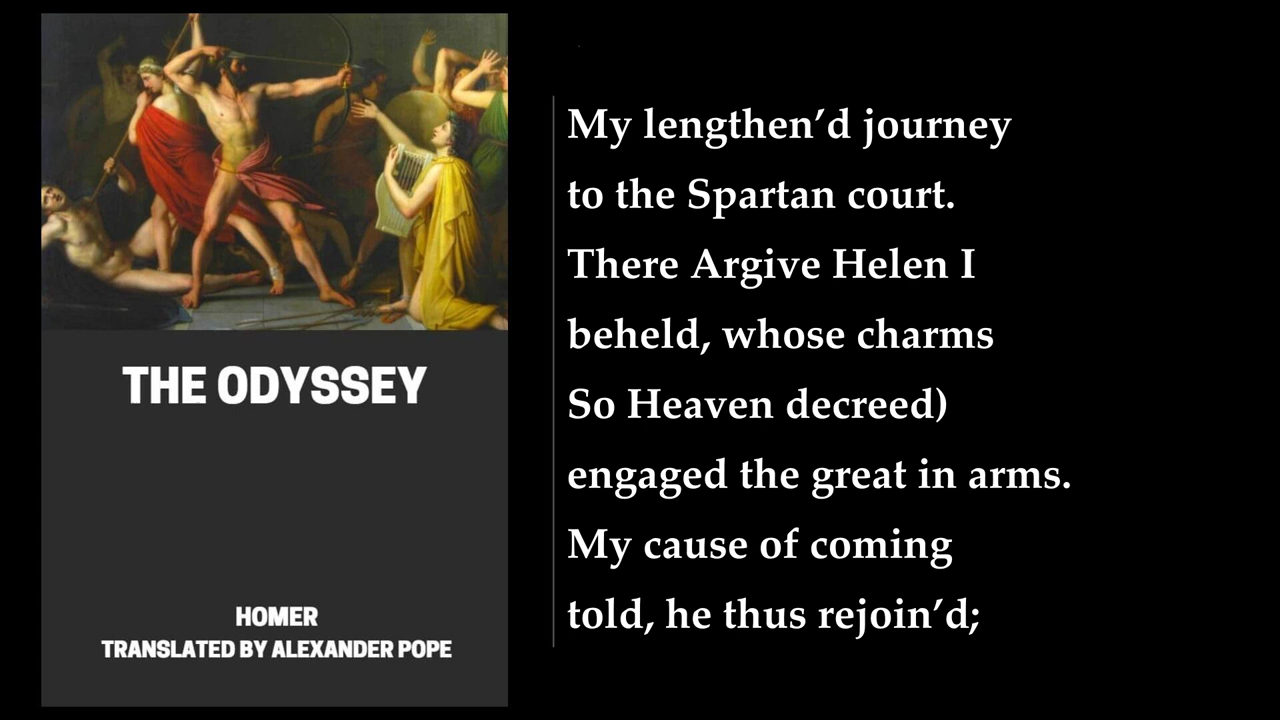 THE ODYSSEY
HOMER
TRANSLATED BY ALEXANDER POPE
My lengthen’d journey
to the Spartan court.
There Argive Helen I
beheld, whose charms
So Heaven decreed)
engaged the great in arms.
My cause of coming
told, he thus rejoin’d;